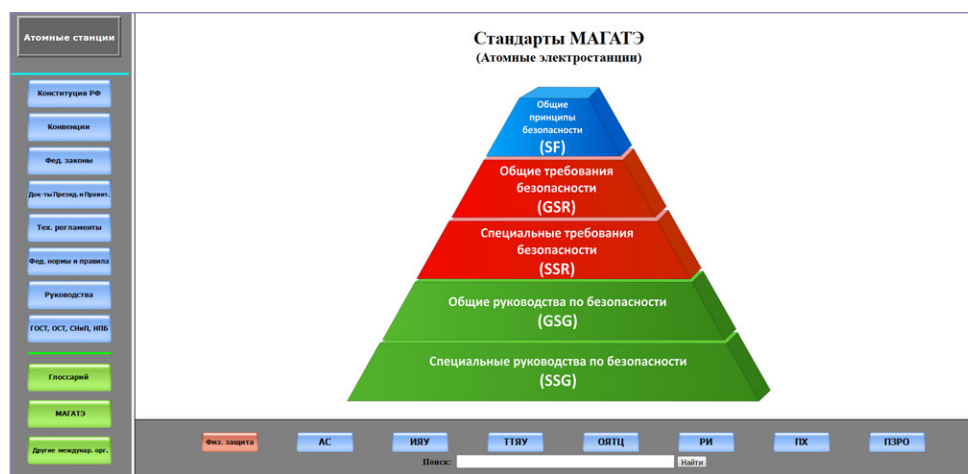 Атомные станции
Конституция РФ
Конвенции
Фед. законы
Док-ты Презид. и Правит.
Тех. регламенты
Фед. нормы и правила
Руководства
ГОСТ, ОСТ, СНиП, НПБ
Глоссарий
МАГАТЭ
Другие междунар. орг.
Стандарты МАГАТЭ
(Атомные электростанции)
Общие
принципы
безопасности
(SF)
Общие требования
безопасности
(GSR)
Специальные требования
безопасности
(SSR)
Общие руководства по безопасности
(GSG)
Специальные руководства по безопасности
(SSG)
Физ. защита АС ИЯУ ТТЯУ ОЯТЦ РИ ПХ ПЗРО
Поиск: Найти